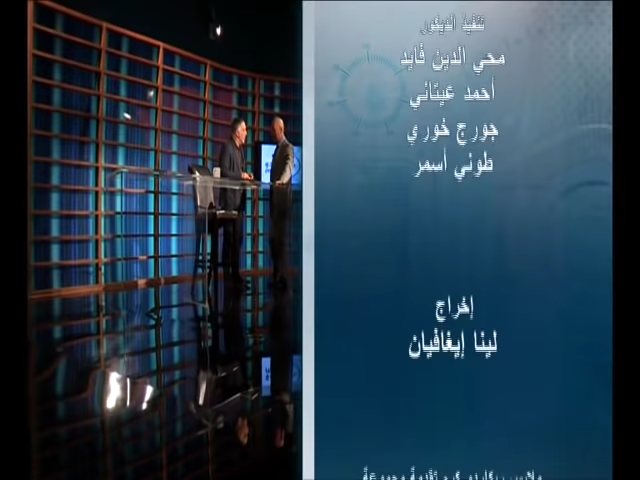 تنفيذ الديكور
محي الدين فايد
أحمد عيتاني
جورج خوري
طوني أسمر
إخراج
لينا إيغافيان